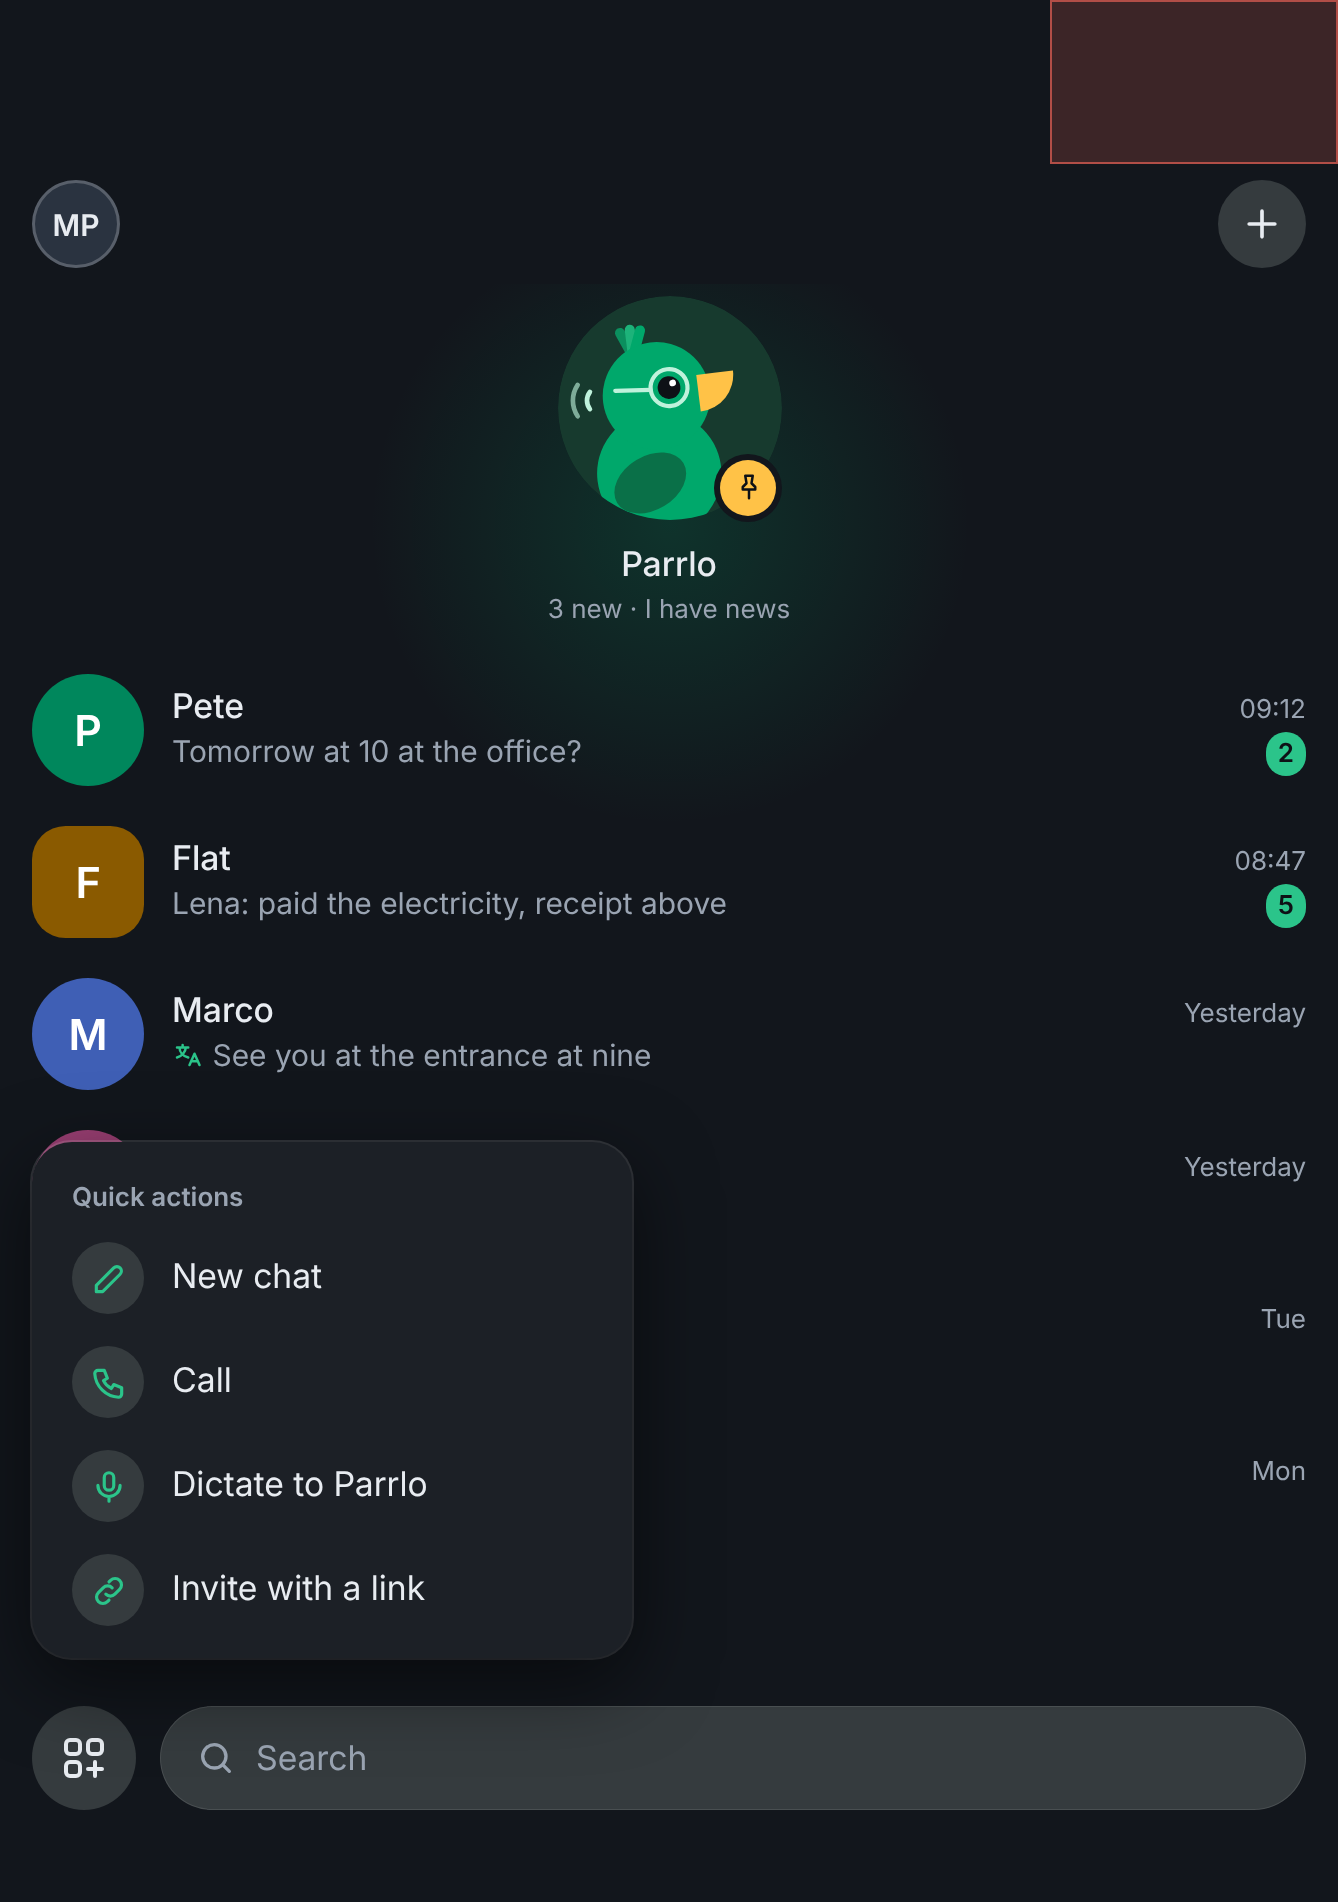 MP
Parrlo
3 new · I have news
P
Pete
09:12
Tomorrow at 10 at the office?
2
F
Flat
08:47
Lena: paid the electricity, receipt above
5
M
Marco
Yesterday
See you at the entrance at nine
Yesterday
Quick actions
New chat
Tue
Call
Mon
Dictate to Parrlo
Invite with a link
Search